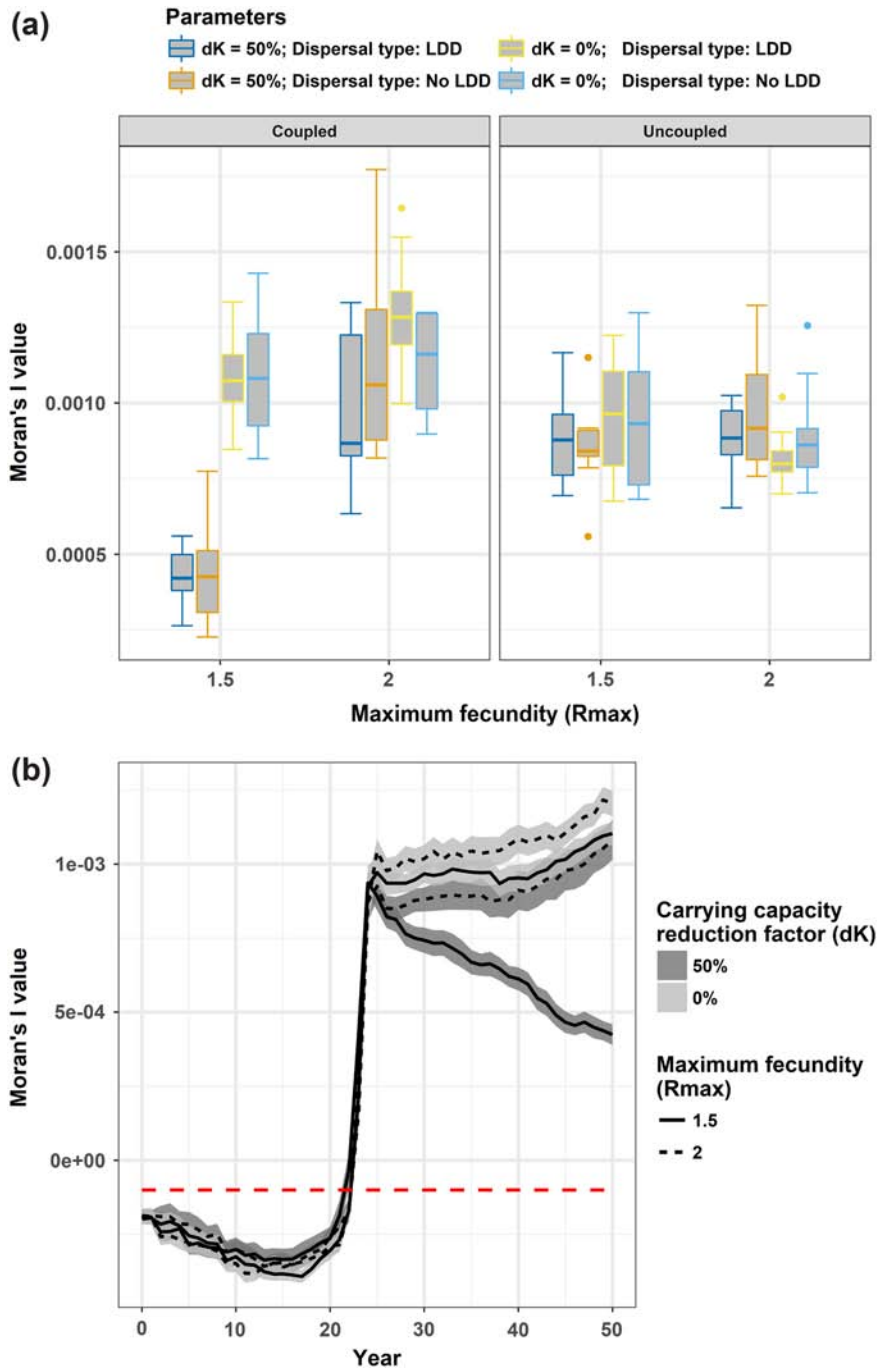 (a)
Parameters
dK = 50%; Dispersal type: LDD
dK = 0%; Dispersal type: LDD
dK = 50%; Dispersal type: No LDD
dK = 0%; Dispersal type: No LDD
Coupled
Uncoupled
Moran's I value
0.0015
0.0010
0.0005
1.5
2
1.5
2
Maximum fecundity (Rmax)
(b)
Moran's I value
1e-03
5e-04
0e+00
0
10
20
30
40
50
Year
Carrying capacity
reduction factor (dK)
50%
0%
Maximum fecundity
(Rmax)
1.5
2